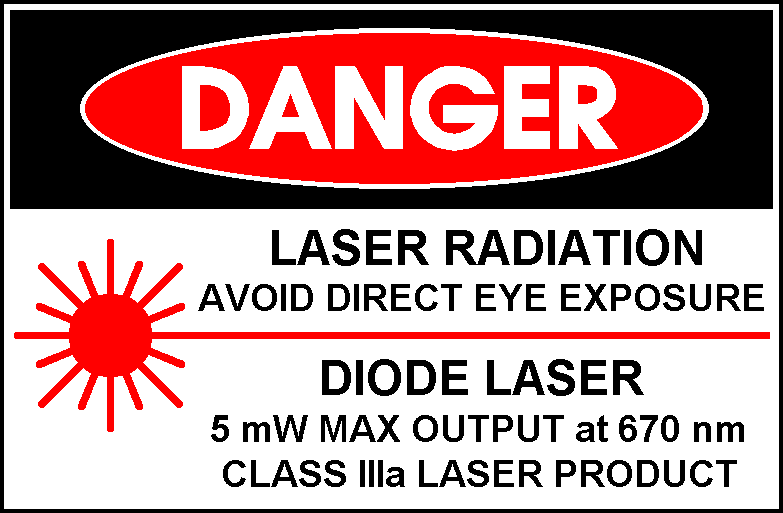 DANGER
LASER RADIATION
AVOID DIRECT EYE EXPOSURE
DIODE LASER
5 mW MAX OUTPUT at 670 nm
CLASS IIIa LASER PRODUCT